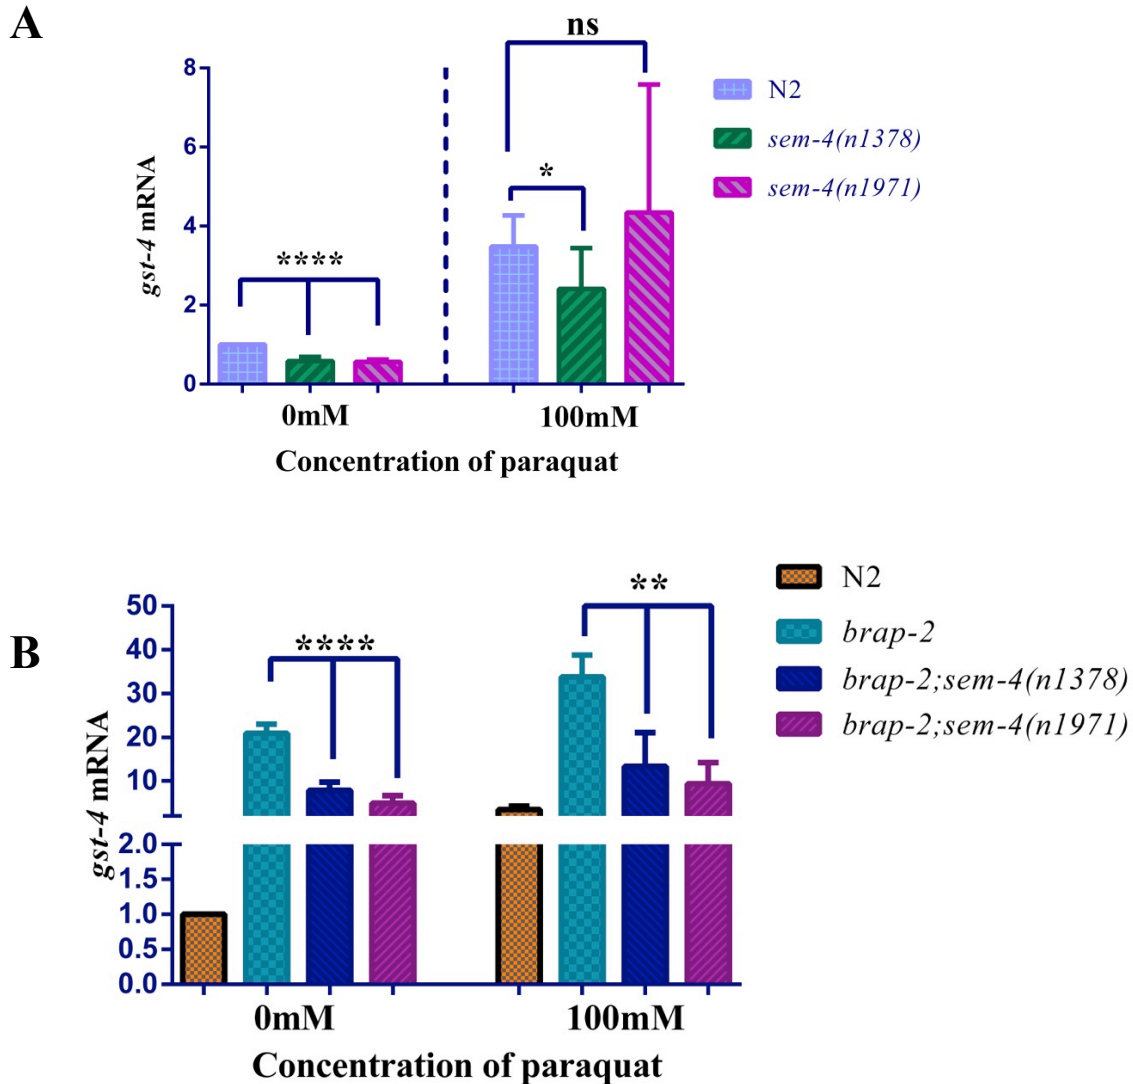 A
ns
8
6
4
2
0
gst-4 mRNA
****
*
N2
sem-4(n1378)
sem-4(n1971)
0mM
100mM
Concentration of paraquat
B
50
40
30
20
10
2.0
1.5
1.0
0.5
0.0
gst-4 mRNA
****
**
N2
brap-2
brap-2;sem-4(n1378)
brap-2;sem-4(n1971)
0mM
100mM
Concentration of paraquat